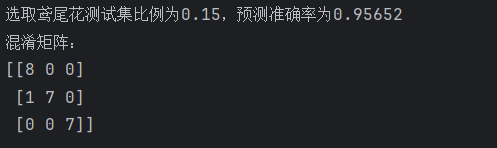 选取鸢尾花测试集比例为0.15，预测准确率为0.95652
混淆矩阵：
[[8 0 0]
 [1 7 0]
 [0 0 7]]